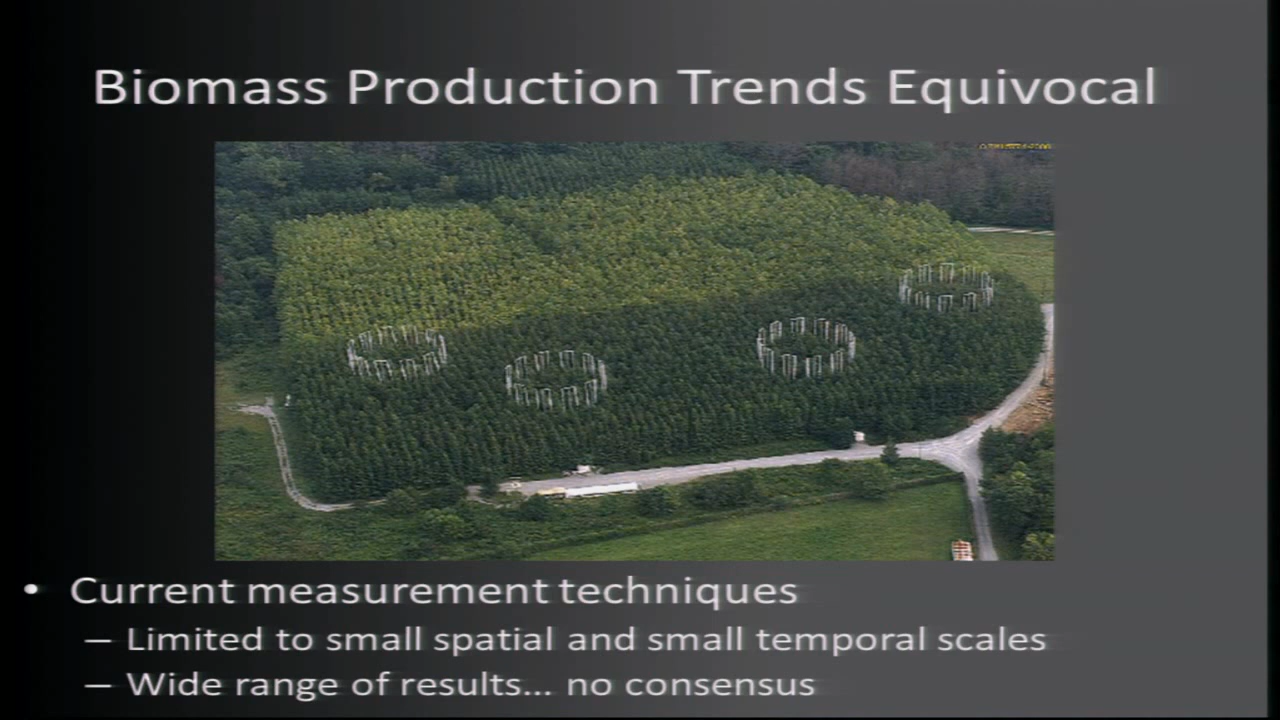 Biomass Production Trends Equivocal
• Current measurement techniques
– Limited to small spatial and small temporal scales
– Wide range of results... no consensus